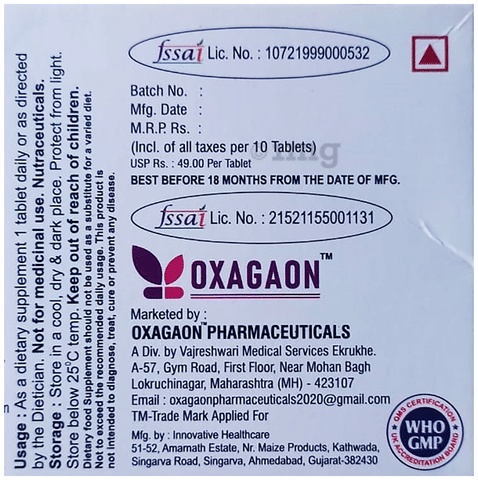 fssai Lic. No. : 10721999000532
Batch No. :
Mfg. Date :
M.R.P. Rs. :
(Incl. of all taxes per 10 Tablets)
USP Rs. : 49.00 Per Tablet
BEST BEFORE 18 MONTHS FROM THE DATE OF MFG.
fssai Lic. No. : 21521155001131
OXAGAON™
Marketed by :
OXAGAON™ PHARMACEUTICALS
A Div. by Vajreshwari Medical Services Ekrukhe.
A-57, Gym Road, First Floor, Near Mohan Bagh
Lokruchinagar, Maharashtra (MH) - 423107
Email : oxagaonpharmaceuticals2020@gmail.com
TM-Trade Mark Applied For
Mfg. by : Innovative Healthcare
51-52, Amarnath Estate, Nr. Maize Products, Kathwada,
Singarva Road, Singarva, Ahmedabad, Gujarat-382430
QMS CERTIFICATION
WHO
GMP
UK ACCREDITATION BOARD
Usage : As a dietary supplement 1 tablet daily or as directed
by the Dietician. Not for medicinal use. Nutraceuticals.
Storage : Store in a cool, dry & dark place. Protect from light.
Store below 25°C temp. Keep out of reach of children.
Dietary food Supplement should not be used as a substitute for a varied diet.
Not exceed the recommended daily usage. This product is
not intended to diagnose, treat, cure or prevent any disease.
1mg